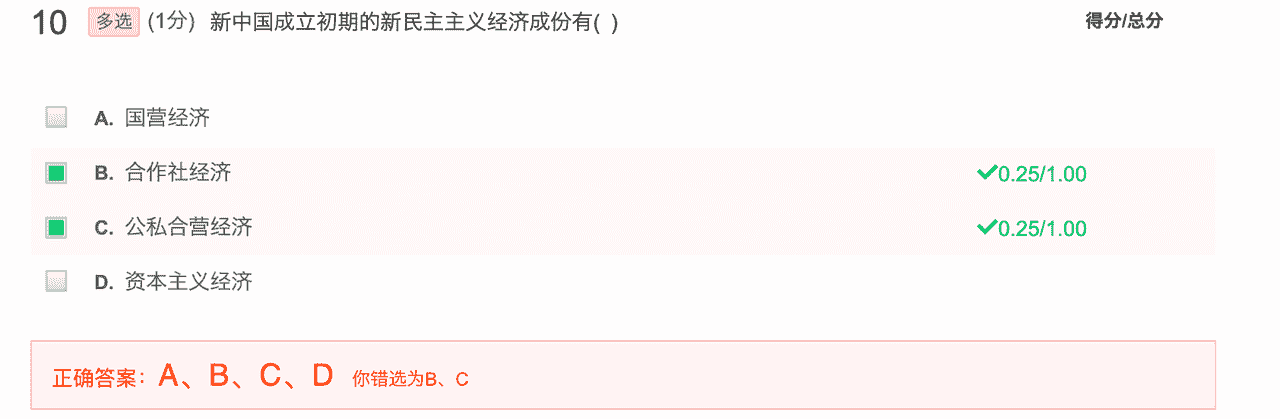 10 多选 (1分) 新中国成立初期的新民主主义经济成份有( ) 得分/总分
A. 国营经济
B. 合作社经济 0.25/1.00
C. 公私合营经济 0.25/1.00
D. 资本主义经济
正确答案：A、B、C、D 你错选为B、C